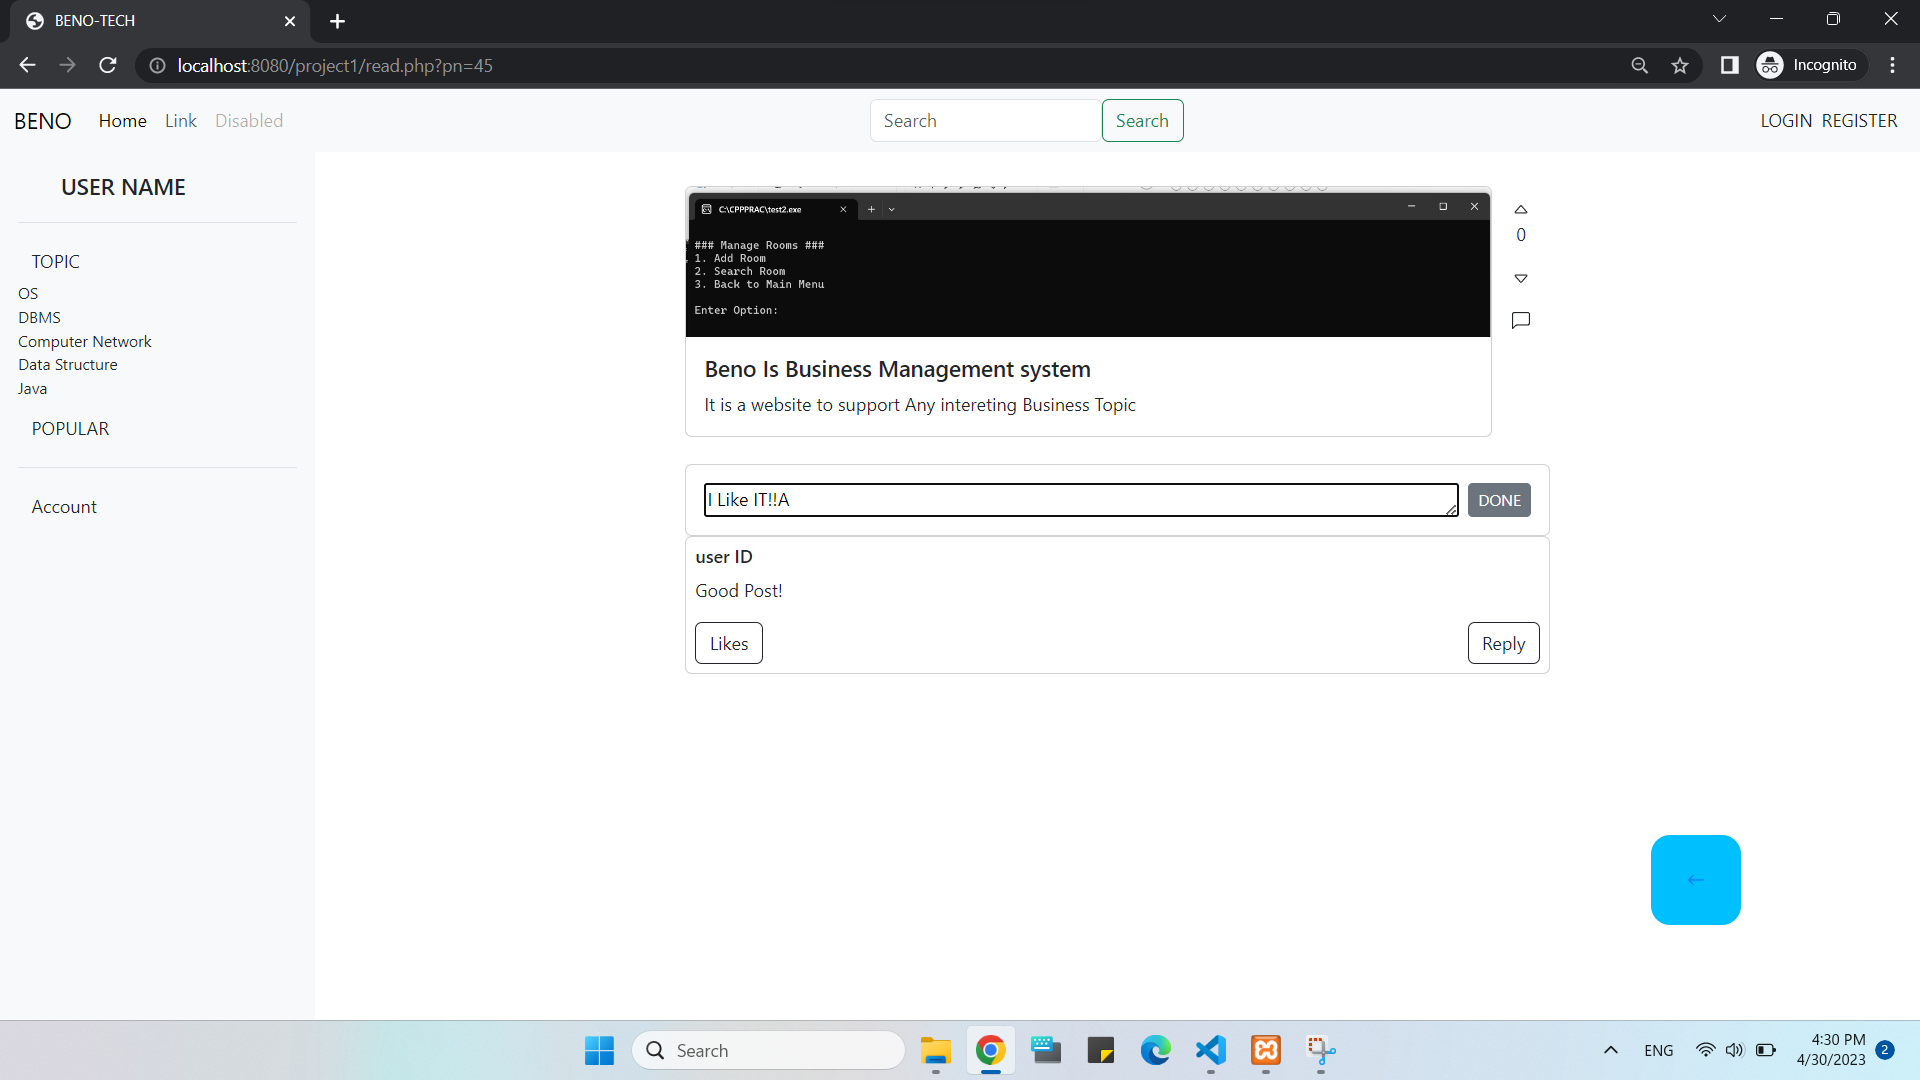 BENO-TECH
localhost:8080/project1/read.php?pn=45
Incognito
BENO Home Link Disabled
Search Search
LOGIN REGISTER
USER NAME
TOPIC
OS
DBMS
Computer Network
Data Structure
Java
POPULAR
Account
C:\CPPPRAC\test2.exe
### Manage Rooms ###
1. Add Room
2. Search Room
3. Back to Main Menu
Enter Option:
0
Beno Is Business Management system
It is a website to support Any intereting Business Topic
I Like IT!!A
DONE
user ID
Good Post!
Likes
Reply
Search
ENG
4:30 PM
4/30/2023
2